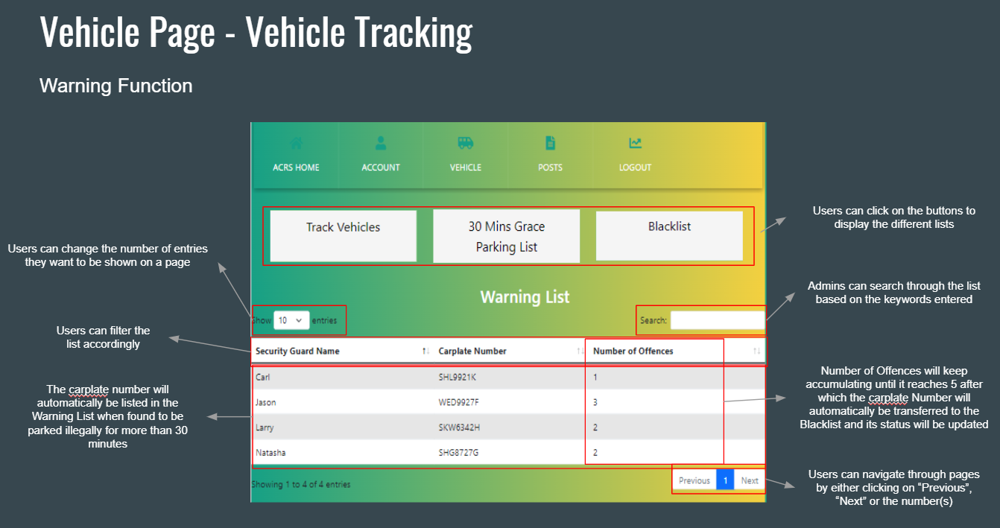 Vehicle Page - Vehicle Tracking
Warning Function
ACRS HOME
ACCOUNT
VEHICLE
POSTS
LOGOUT
Track Vehicles
30 Mins Grace
Parking List
Blacklist
Users can click on the buttons to
display the different lists
Users can change the number of entries
they want to be shown on a page
Warning List
Admins can search through the list
based on the keywords entered
Show 10 entries
Search:
Users can filter the
list accordingly
Security Guard Name Carplate Number Number of Offences
Carl SHL9921K 1
Jason WED9927F 3
Larry SKW6342H 2
Natasha SHG8727G 2
The carplate number will
automatically be listed in the
Warning List when found to be
parked illegally for more than 30
minutes
Number of Offences will keep
accumulating until it reaches 5 after
which the carplate Number will
automatically be transferred to the
Blacklist and its status will be updated
Showing 1 to 4 of 4 entries
Previous 1 Next
Users can navigate through pages
by either clicking on “Previous”,
“Next” or the number(s)